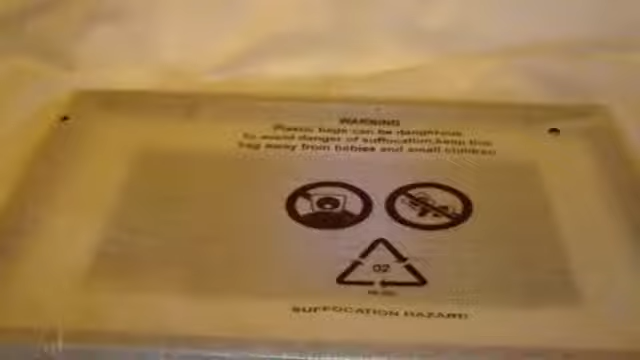 WARNING
Plastic bags can be dangerous.
To avoid danger of suffocation, keep this
bag away from babies and small children
02
SUFFOCATION HAZARD